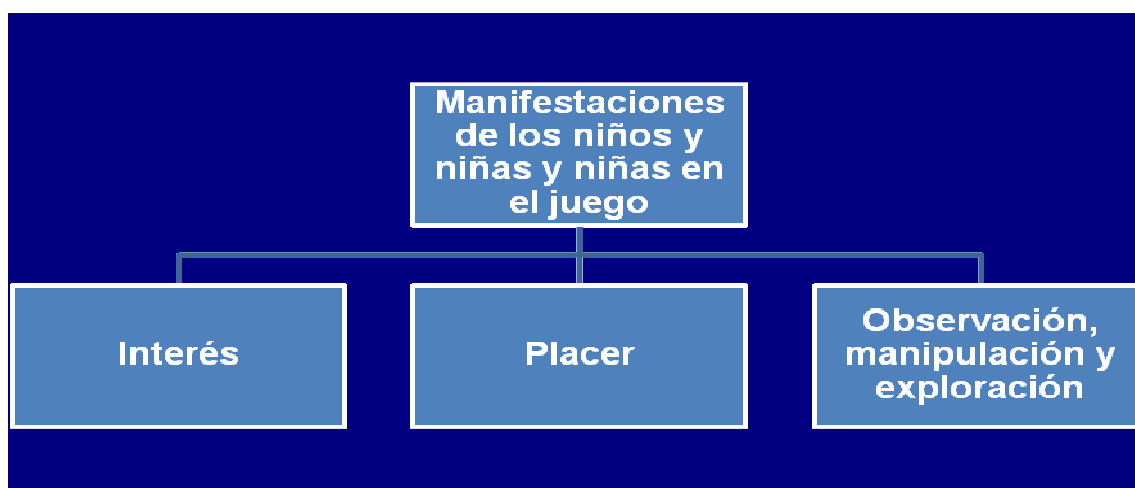 Manifestaciones
de los niños y
niñas y niñas en
el juego
Interés
Placer
Observación,
manipulación y
exploración